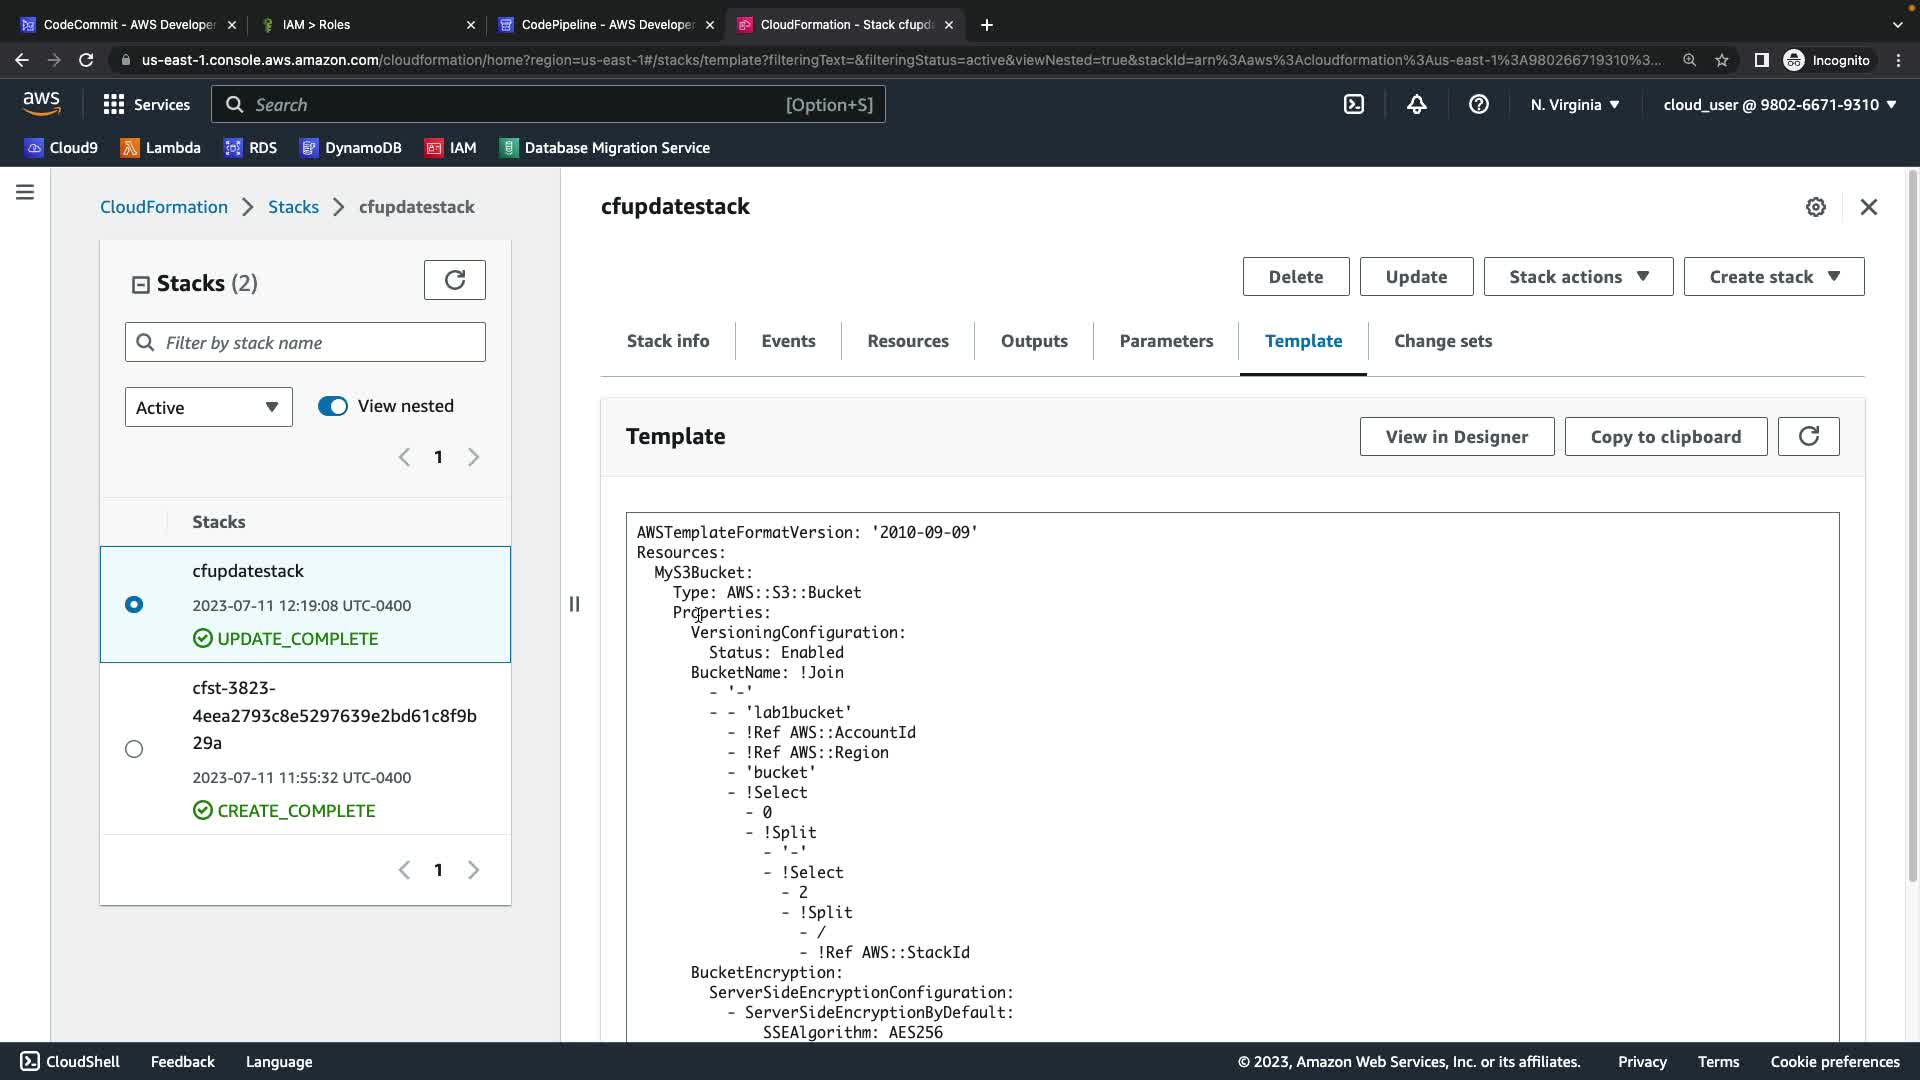 CodeCommit - AWS Developer
IAM > Roles
CodePipeline - AWS Developer
CloudFormation - Stack cfupda
us-east-1.console.aws.amazon.com/cloudformation/home?region=us-east-1#/stacks/template?filteringText=&filteringStatus=active&viewNested=true&stackId=arn%3Aaws%3Acloudformation%3Aus-east-1%3A980266719310%3...
Incognito
aws
Services
Search
[Option+S]
N. Virginia
cloud_user @ 9802-6671-9310
Cloud9
Lambda
RDS
DynamoDB
IAM
Database Migration Service
CloudFormation
Stacks
cfupdatestack
Stacks (2)
Filter by stack name
Active
View nested
1
Stacks
cfupdatestack
2023-07-11 12:19:08 UTC-0400
UPDATE_COMPLETE
cfst-3823-
4eea2793c8e5297639e2bd61c8f9b
29a
2023-07-11 11:55:32 UTC-0400
CREATE_COMPLETE
1
cfupdatestack
Delete
Update
Stack actions
Create stack
Stack info
Events
Resources
Outputs
Parameters
Template
Change sets
Template
View in Designer
Copy to clipboard
AWSTemplateFormatVersion: '2010-09-09'
Resources:
MyS3Bucket:
Type: AWS::S3::Bucket
Properties:
VersioningConfiguration:
Status: Enabled
BucketName: !Join
- '-'
- - 'lab1bucket'
- !Ref AWS::AccountId
- !Ref AWS::Region
- 'bucket'
- !Select
- 0
- !Split
- '-'
- !Select
- 2
- !Split
- /
- !Ref AWS::StackId
BucketEncryption:
ServerSideEncryptionConfiguration:
- ServerSideEncryptionByDefault:
SSEAlgorithm: AES256
CloudShell
Feedback
Language
© 2023, Amazon Web Services, Inc. or its affiliates.
Privacy
Terms
Cookie preferences